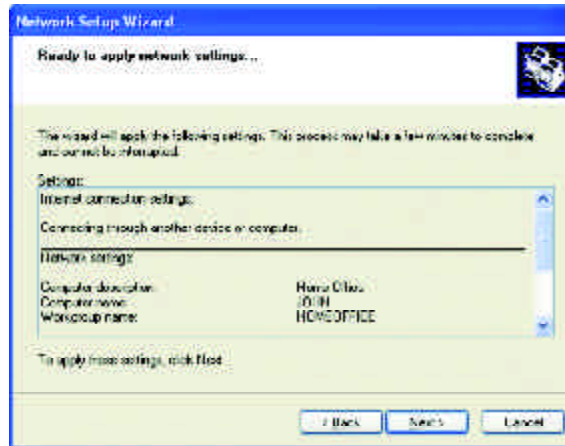 Network Setup Wizard
Ready to apply network settings...
The wizard will apply the following settings. This process may take a few minutes to complete
and cannot be interrupted.
Settings:
Internet connection settings:
Connecting through another device or computer.
Network settings:
Computer description: Home Office
Computer name: JOHN
Workgroup name: HOMEOFFICE
To apply these settings, click Next.
< Back Next > Cancel